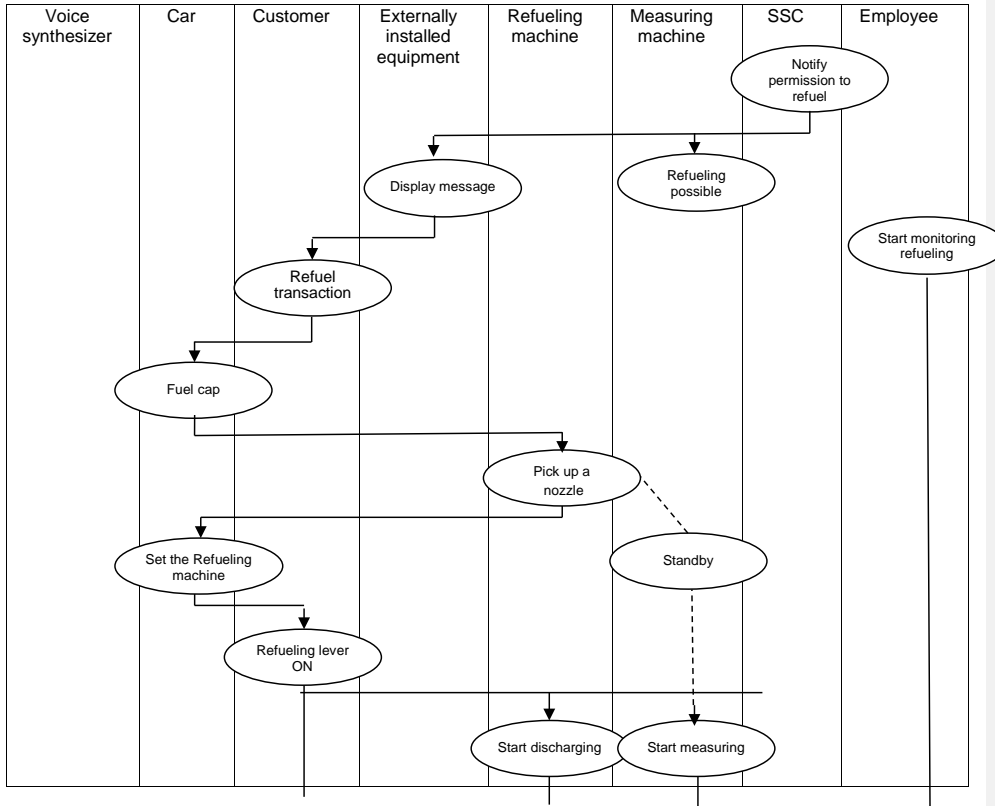 Voice
synthesizer
Car
Customer
Externally
installed
equipment
Refueling
machine
Measuring
machine
SSC
Employee
Notify
permission to
refuel
Display message
Refueling
possible
Start monitoring
refueling
Refuel
transaction
Fuel cap
Pick up a
nozzle
Set the Refueling
machine
Standby
Refueling lever
ON
Start discharging
Start measuring